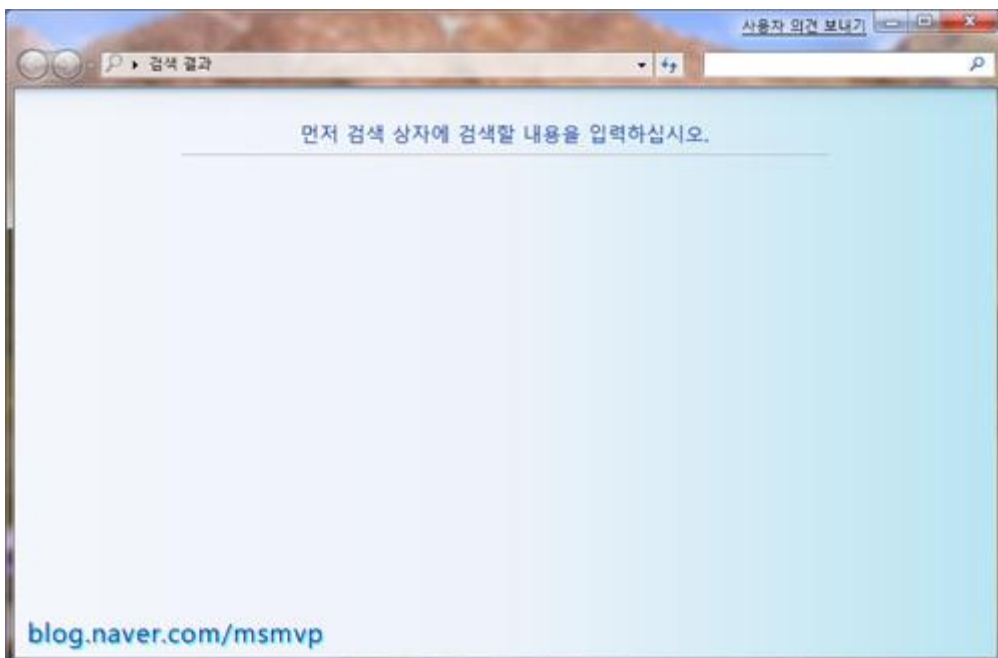 사용자 의견 보내기
검색 결과
먼저 검색 상자에 검색할 내용을 입력하십시오.
blog.naver.com/msmvp